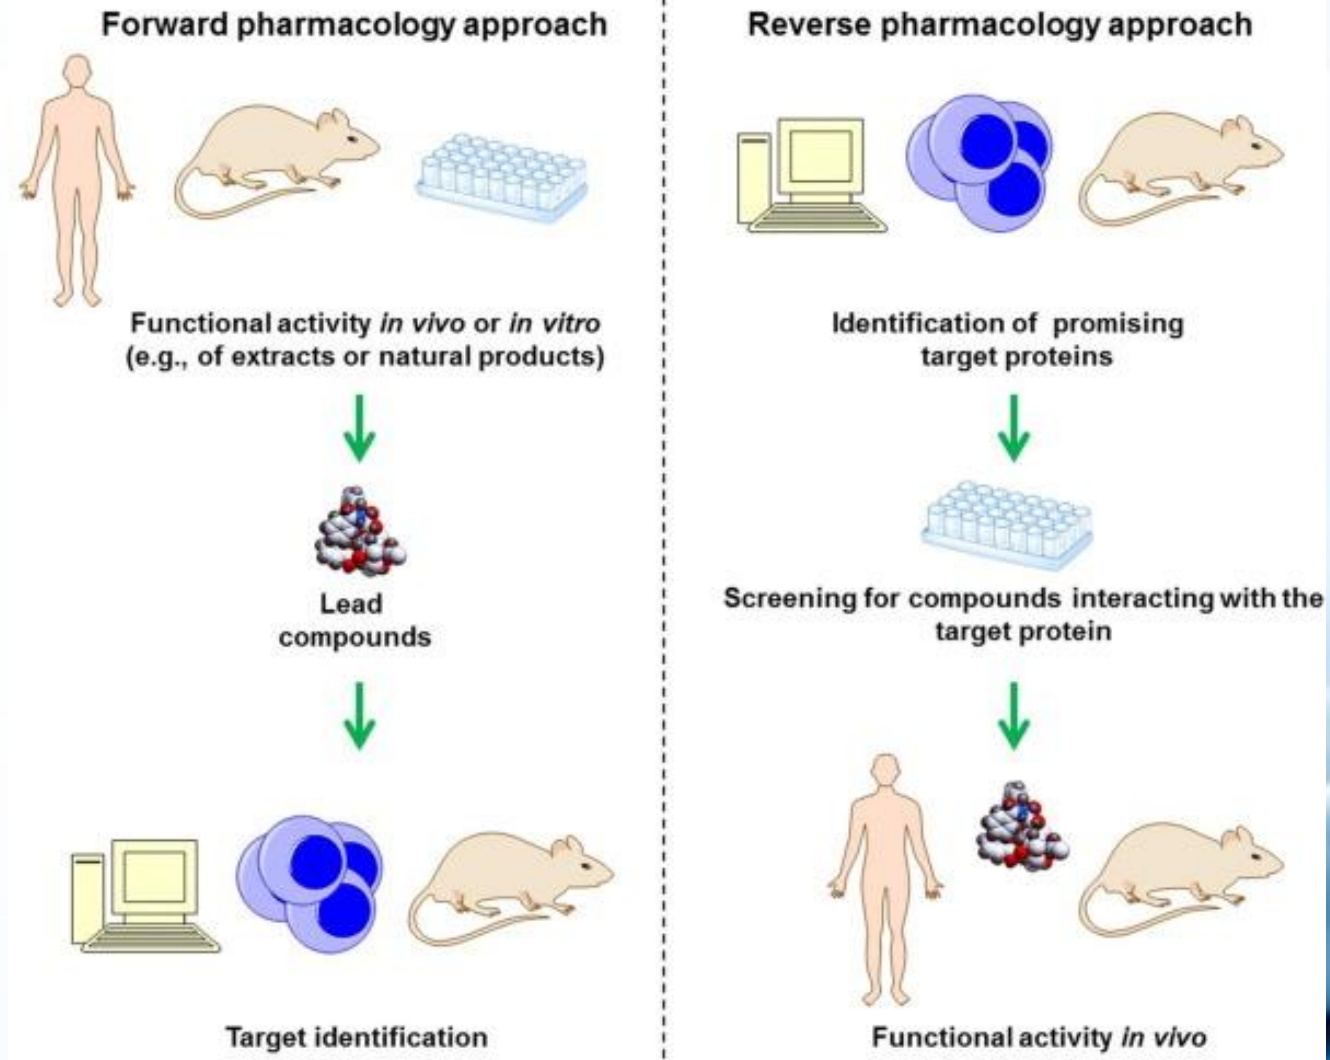 Forward pharmacology approach
Functional activity in vivo or in vitro
(e.g., of extracts or natural products)
Lead
compounds
Target identification
Reverse pharmacology approach
Identification of promising
target proteins
Screening for compounds interacting with the
target protein
Functional activity in vivo